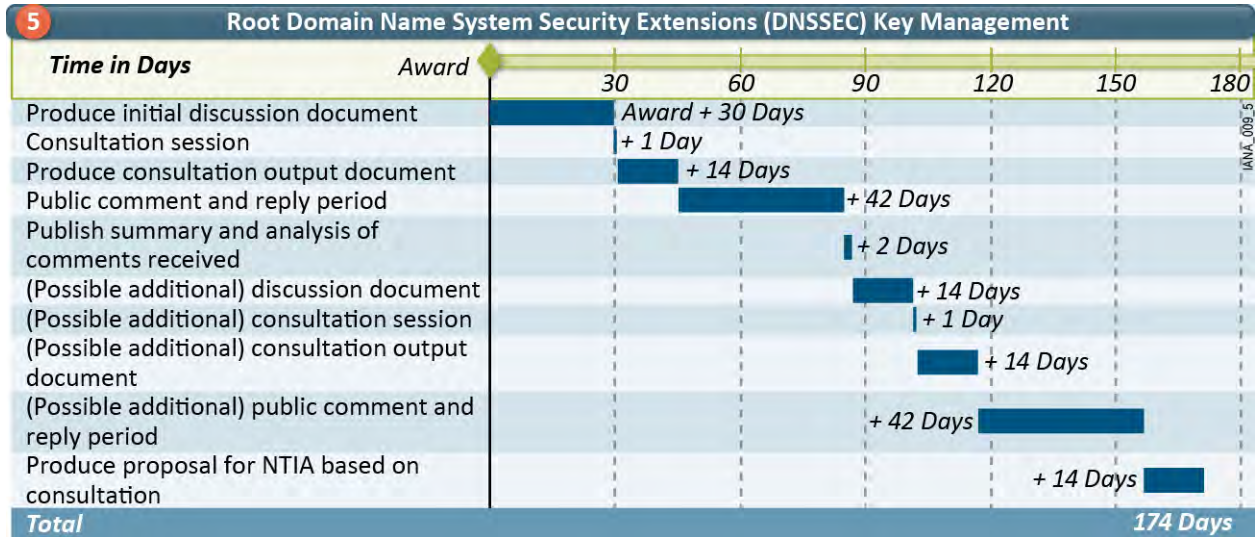 5 Root Domain Name System Security Extensions (DNSSEC) Key Management
Time in Days Award 30 60 90 120 150 180
Produce initial discussion document Award + 30 Days
Consultation session + 1 Day
Produce consultation output document + 14 Days
Public comment and reply period + 42 Days
Publish summary and analysis of
comments received + 2 Days
(Possible additional) discussion document + 14 Days
(Possible additional) consultation session + 1 Day
(Possible additional) consultation output
document + 14 Days
(Possible additional) public comment and
reply period + 42 Days
Produce proposal for NTIA based on
consultation + 14 Days
Total 174 Days
IANA_009_5